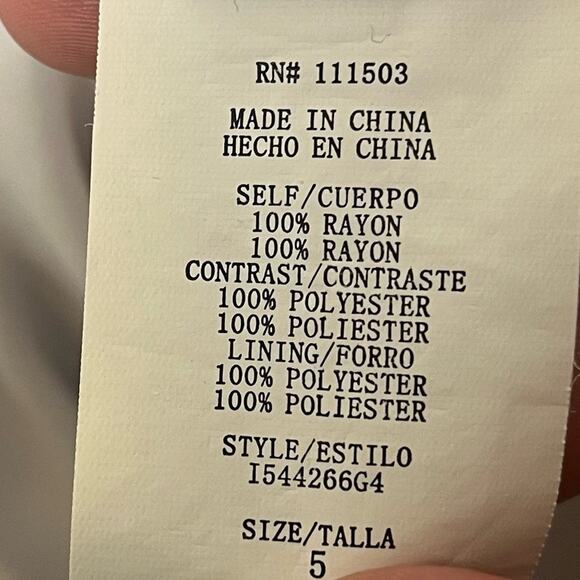 RN# 111503
MADE IN CHINA
HECHO EN CHINA
SELF/CUERPO
100% RAYON
100% RAYON
CONTRAST/CONTRASTE
100% POLYESTER
100% POLIESTER
LINING/FORRO
100% POLYESTER
100% POLIESTER
STYLE/ESTILO
I544266G4
SIZE/TALLA
5